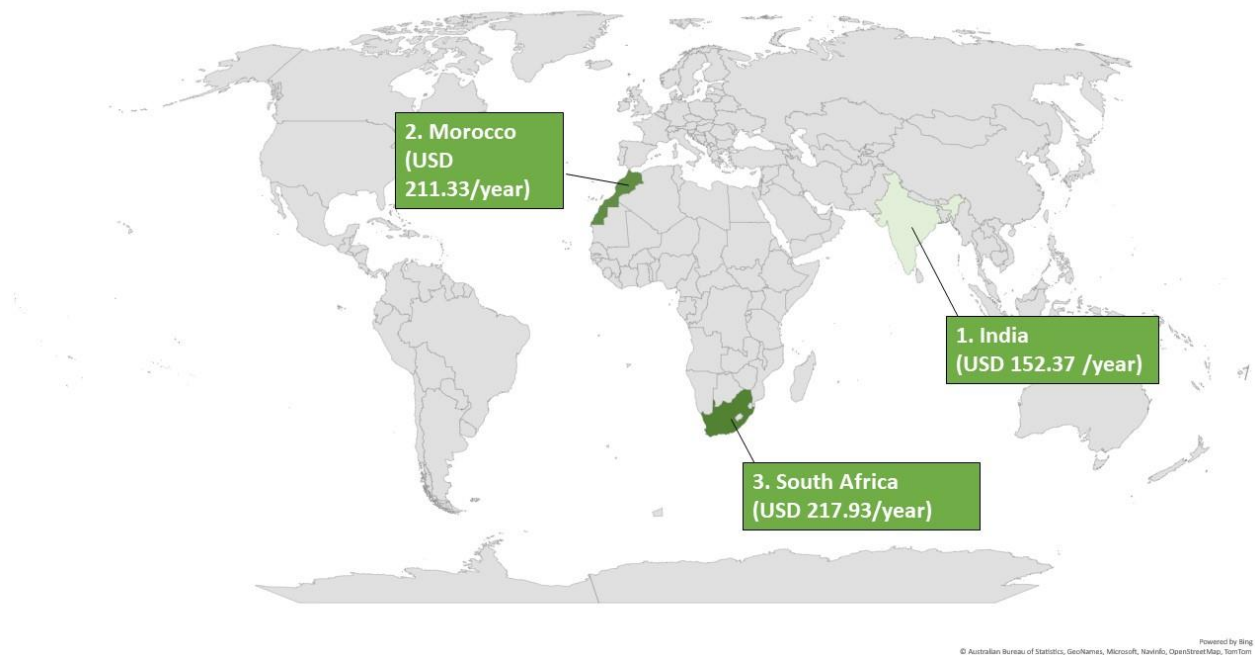 2. Morocco
(USD
211.33/year)
1. India
(USD 152.37 /year)
3. South Africa
(USD 217.93/year)
Powered by Bing
© Australian Bureau of Statistics, GeoNames, Microsoft, Navinfo, OpenStreetMap, TomTom